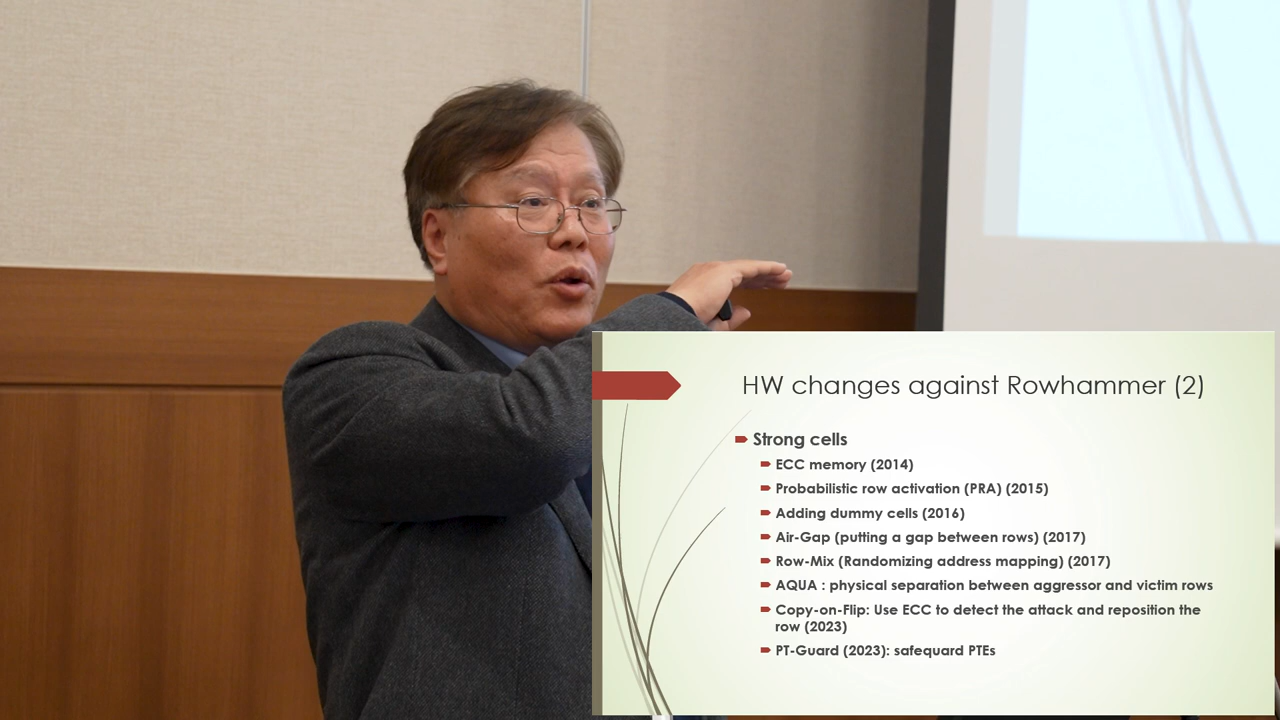 HW changes against Rowhammer (2)
Strong cells
ECC memory (2014)
Probabilistic row activation (PRA) (2015)
Adding dummy cells (2016)
Air-Gap (putting a gap between rows) (2017)
Row-Mix (Randomizing address mapping) (2017)
AQUA : physical separation between aggressor and victim rows
Copy-on-Flip: Use ECC to detect the attack and reposition the
row (2023)
PT-Guard (2023): safequard PTEs